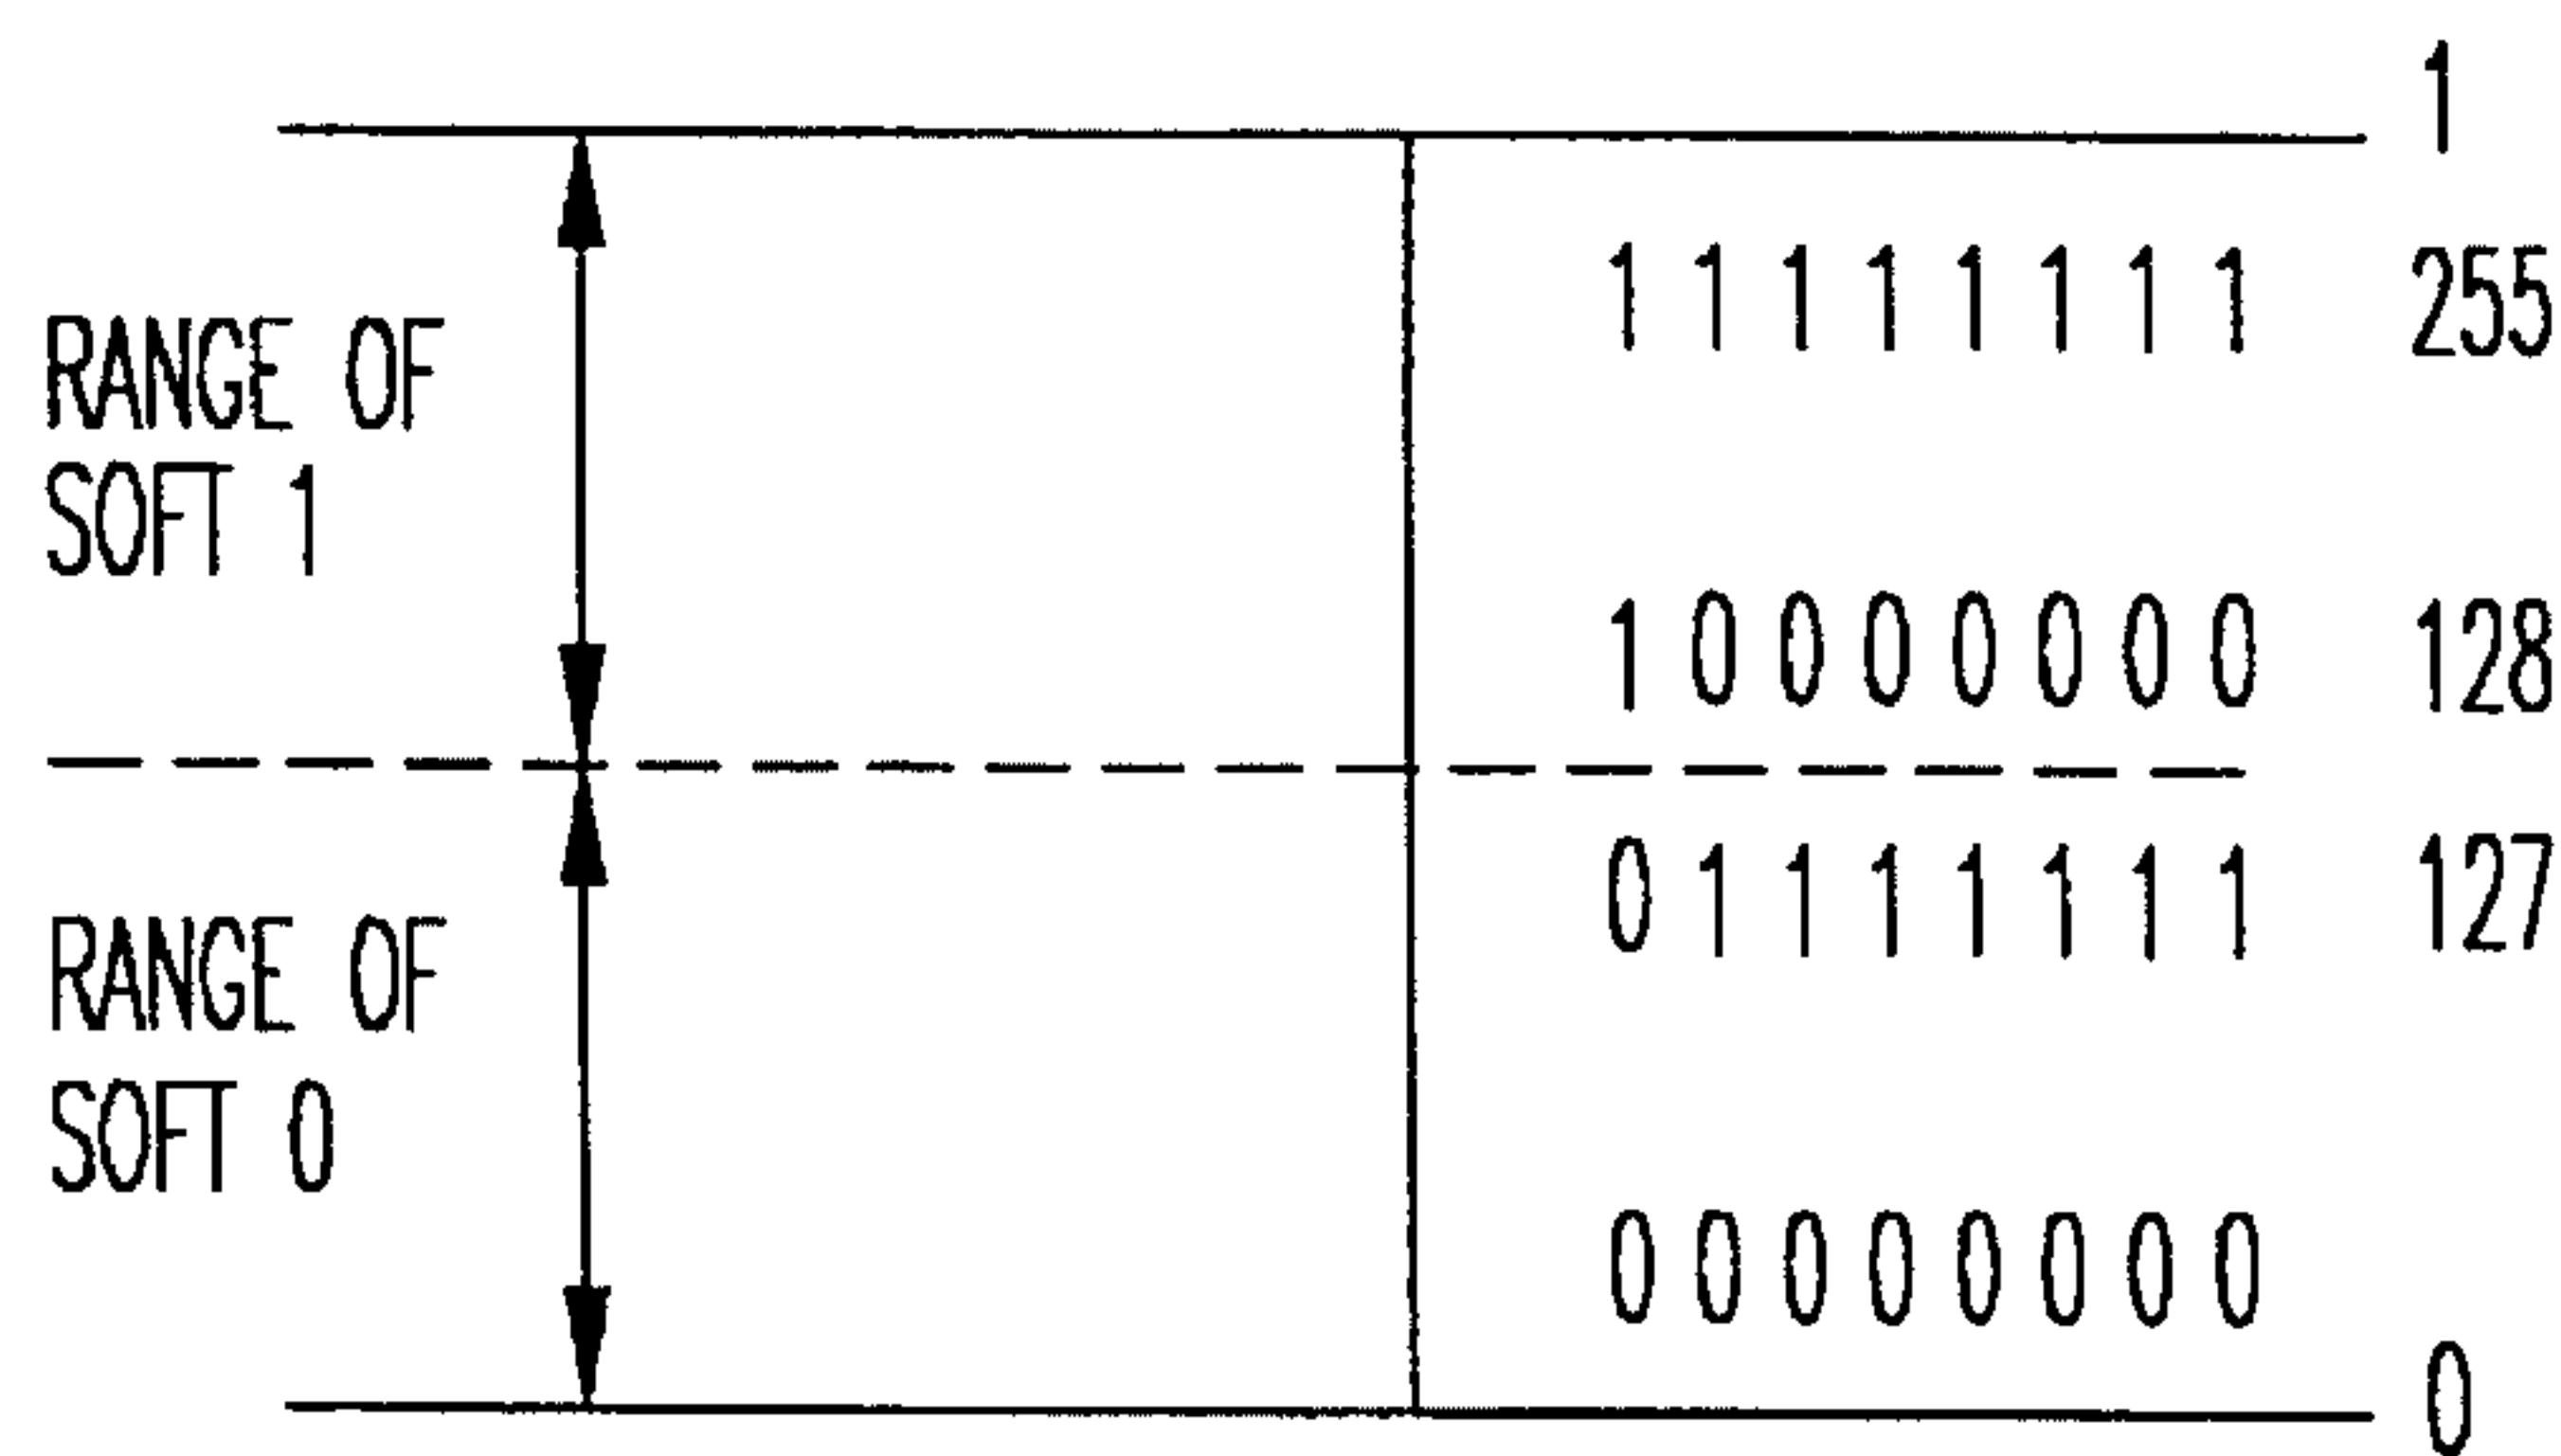 1
1 1 1 1 1 1 1 1 255
RANGE OF
SOFT 1
1 0 0 0 0 0 0 0 128
0 1 1 1 1 1 1 1 127
RANGE OF
SOFT 0
0 0 0 0 0 0 0 0
0